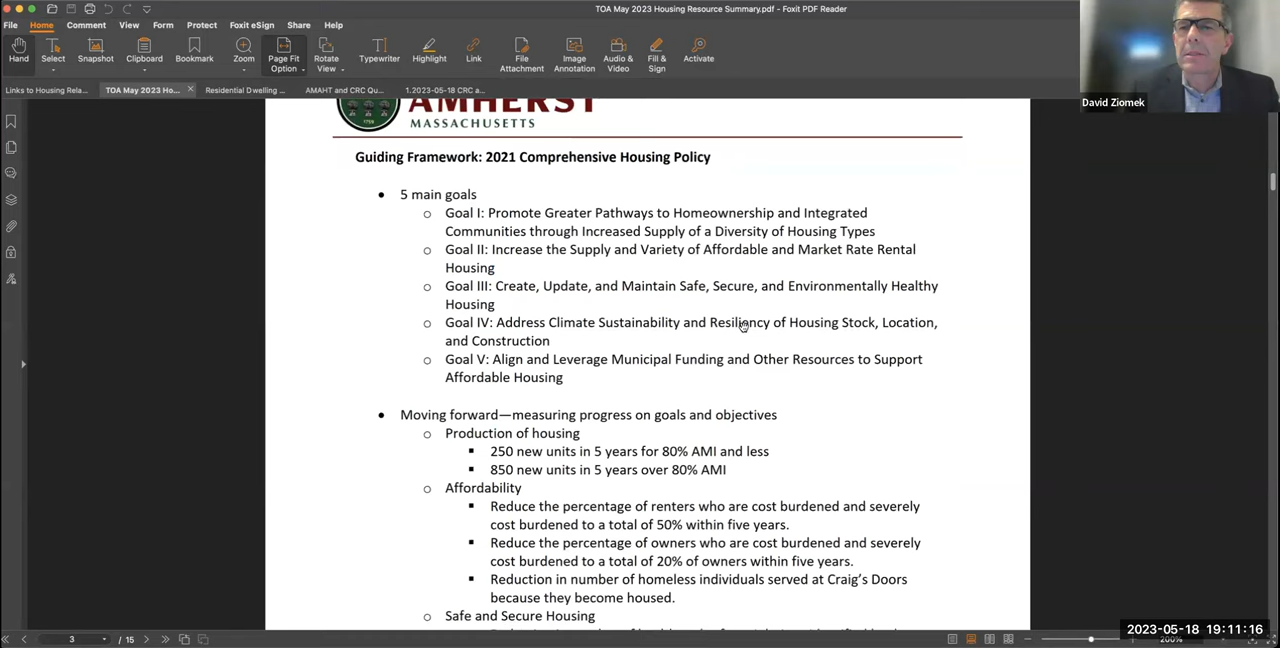 TOA May 2023 Housing Resource Summary.pdf - Foxit PDF Reader
File Home Comment View Form Protect Foxit eSign Share Help
Hand Select Snapshot Clipboard Bookmark Zoom Page Fit Option Rotate View Typewriter Highlight Link File Attachment Image Annotation Audio & Video Fill & Sign Activate
Links to Housing Rela... TOA May 2023 Ho... Residential Dwelling ... AMAHT and CRC Qu... 1.2023-05-18 CRC a...
David Ziomek
AMHERST
MASSACHUSETTS
Guiding Framework: 2021 Comprehensive Housing Policy
• 5 main goals
o Goal I: Promote Greater Pathways to Homeownership and Integrated
Communities through Increased Supply of a Diversity of Housing Types
o Goal II: Increase the Supply and Variety of Affordable and Market Rate Rental
Housing
o Goal III: Create, Update, and Maintain Safe, Secure, and Environmentally Healthy
Housing
o Goal IV: Address Climate Sustainability and Resiliency of Housing Stock, Location,
and Construction
o Goal V: Align and Leverage Municipal Funding and Other Resources to Support
Affordable Housing
• Moving forward—measuring progress on goals and objectives
o Production of housing
▪ 250 new units in 5 years for 80% AMI and less
▪ 850 new units in 5 years over 80% AMI
o Affordability
▪ Reduce the percentage of renters who are cost burdened and severely
cost burdened to a total of 50% within five years.
▪ Reduce the percentage of owners who are cost burdened and severely
cost burdened to a total of 20% of owners within five years.
▪ Reduction in number of homeless individuals served at Craig's Doors
because they become housed.
o Safe and Secure Housing
3 / 15
2023-05-18 19:11:16
200%